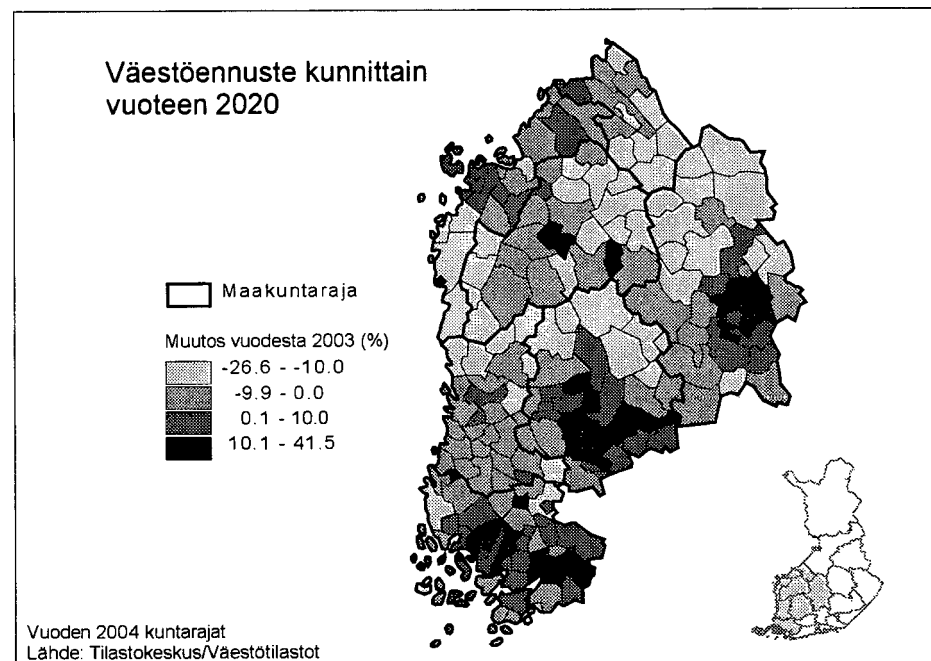 Väestöennuste kunnittain
vuoteen 2020
Maakuntaraja
Muutos vuodesta 2003 (%)
-26.6 - -10.0
-9.9 - 0.0
0.1 - 10.0
10.1 - 41.5
Vuoden 2004 kuntarajat
Lähde: Tilastokeskus/Väestötilastot